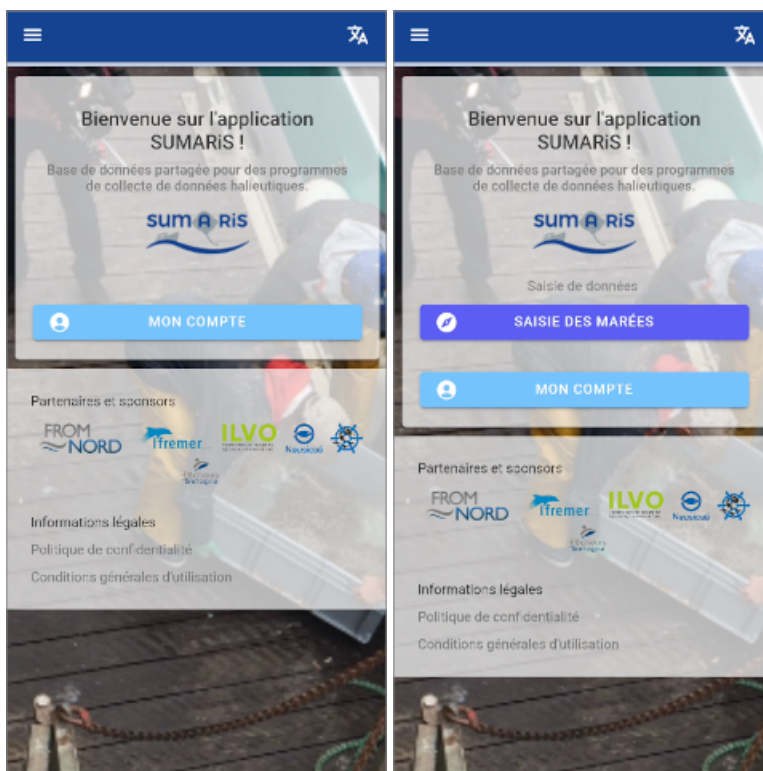 Bienvenue sur l'application
SUMARiS !
Base de données partagée pour des programmes
de collecte de données halieutiques.
sumaRiS
MON COMPTE
Partenaires et sponsors
FROM
NORD
Ifremer
ILVO
Nausicaá
Informations légales
Politique de confidentialité
Conditions générales d'utilisation
Bienvenue sur l'application
SUMARiS !
Base de données partagée pour des programmes
de collecte de données halieutiques.
sumaRiS
Saisie de données
SAISIE DES MARÉES
MON COMPTE
Partenaires et sponsors
FROM
NORD
Ifremer
ILVO
Nausicaá
Informations légales
Politique de confidentialité
Conditions générales d'utilisation